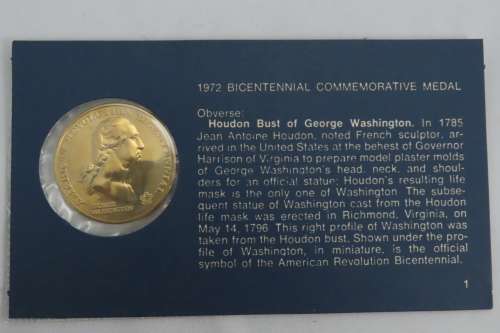 1972 BICENTENNIAL COMMEMORATIVE MEDAL
Obverse:
Houdon Bust of George Washington. In 1785
Jean Antoine Houdon, noted French sculptor, ar-
rived in the United States at the behest of Governor
Harrison of Virginia to prepare model plaster molds
of George Washington's head, neck, and shoul-
ders for an official statue; Houdon's resulting life
mask is the only one of Washington. The subse-
quent statue of Washington cast from the Houdon
life mask was erected in Richmond, Virginia, on
May 14, 1796. This right profile of Washington was
taken from the Houdon bust. Shown under the pro-
file of Washington, in miniature, is the official
symbol of the American Revolution Bicentennial.
1